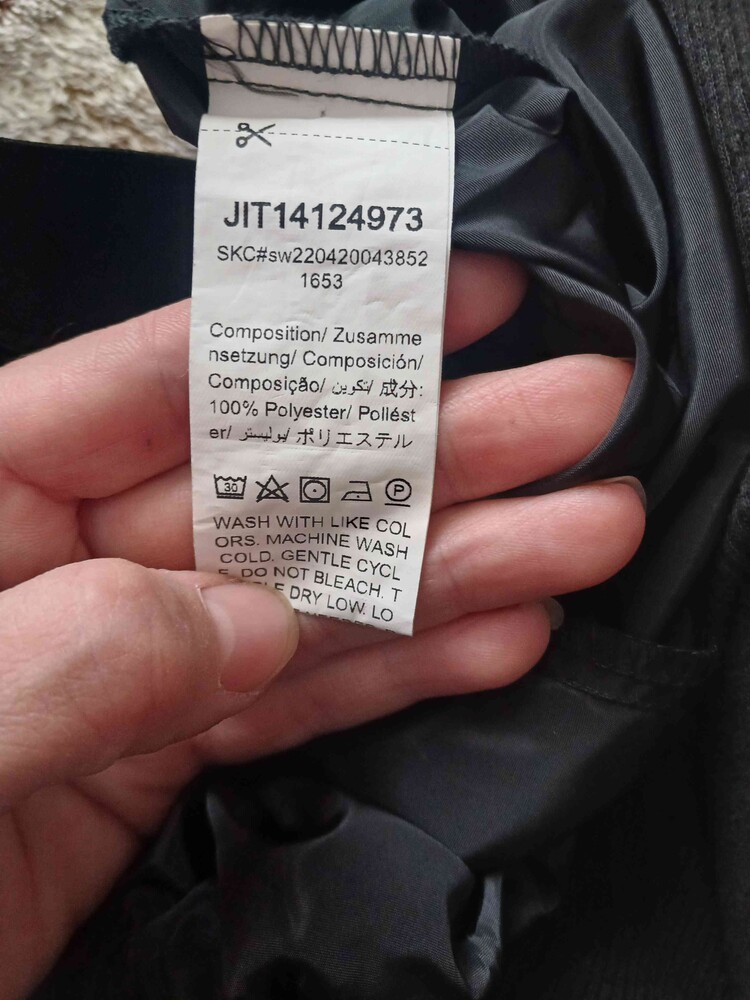 JIT14124973
SKC#sw220420043852
1653
Composition/ Zusamme
nsetzung/ Composición/
Composição/ تكوين/ 成分:
100% Polyester/ Poliést
er/ بوليستر/ ポリエステル
30
P
WASH WITH LIKE COL
ORS. MACHINE WASH
COLD. GENTLE CYCL
E. DO NOT BLEACH. T
E DRY LOW. LO